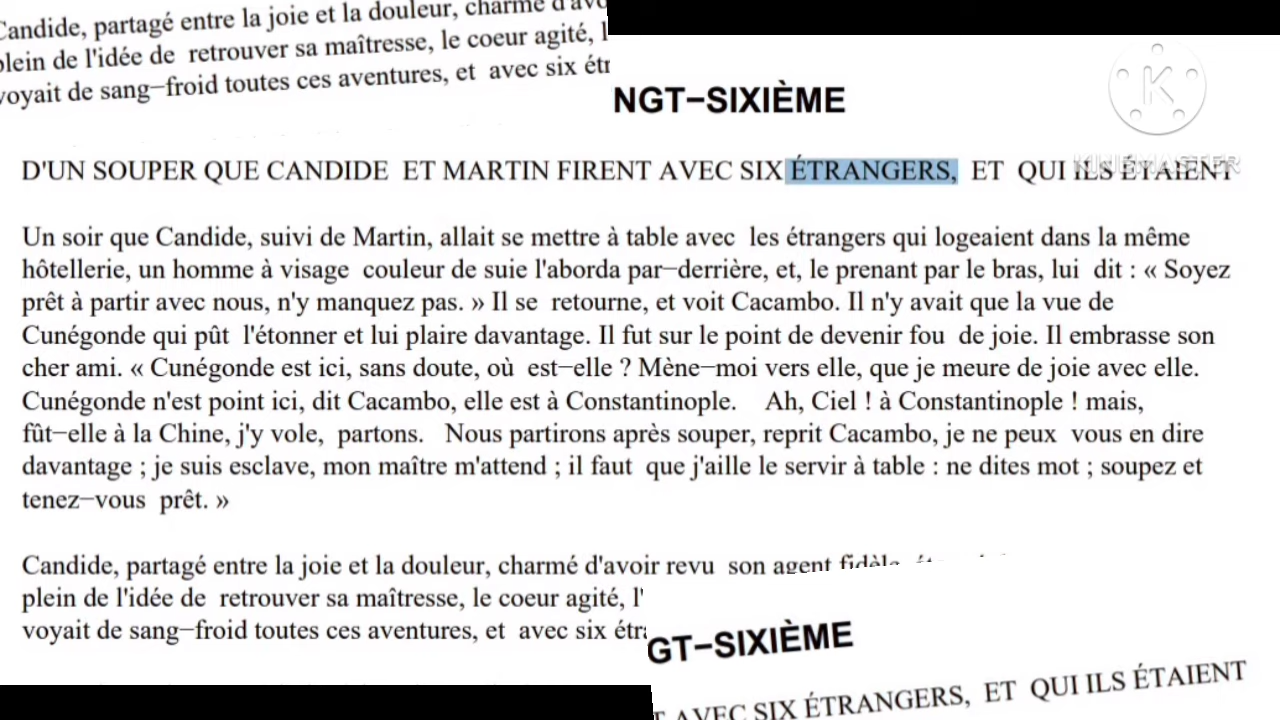 Candide, partagé entre la joie et la douleur, charmé
plein de l'idée de retrouver sa maîtresse, le coeur agité,
voyait de sang–froid toutes ces aventures, et avec six
NGT–SIXIÈME
K
KINEMASTER
D'UN SOUPER QUE CANDIDE ET MARTIN FIRENT AVEC SIX ÉTRANGERS, ET QUI ILS ÉTAIENT
Un soir que Candide, suivi de Martin, allait se mettre à table avec les étrangers qui logeaient dans la même
hôtellerie, un homme à visage couleur de suie l'aborda par–derrière, et, le prenant par le bras, lui dit : « Soyez
prêt à partir avec nous, n'y manquez pas. » Il se retourne, et voit Cacambo. Il n'y avait que la vue de
Cunégonde qui pût l'étonner et lui plaire davantage. Il fut sur le point de devenir fou de joie. Il embrasse son
cher ami. « Cunégonde est ici, sans doute, où est–elle ? Mène–moi vers elle, que je meure de joie avec elle.
Cunégonde n'est point ici, dit Cacambo, elle est à Constantinople. Ah, Ciel ! à Constantinople ! mais,
fût–elle à la Chine, j'y vole, partons. Nous partirons après souper, reprit Cacambo, je ne peux vous en dire
davantage ; je suis esclave, mon maître m'attend ; il faut que j'aille le servir à table : ne dites mot ; soupez et
tenez–vous prêt. »
Candide, partagé entre la joie et la douleur, charmé d'avoir revu son agent fidèle,
plein de l'idée de retrouver sa maîtresse, le coeur agité, l'
voyait de sang–froid toutes ces aventures, et avec six
GT–SIXIÈME
AVEC SIX ÉTRANGERS, ET QUI ILS ÉTAIENT